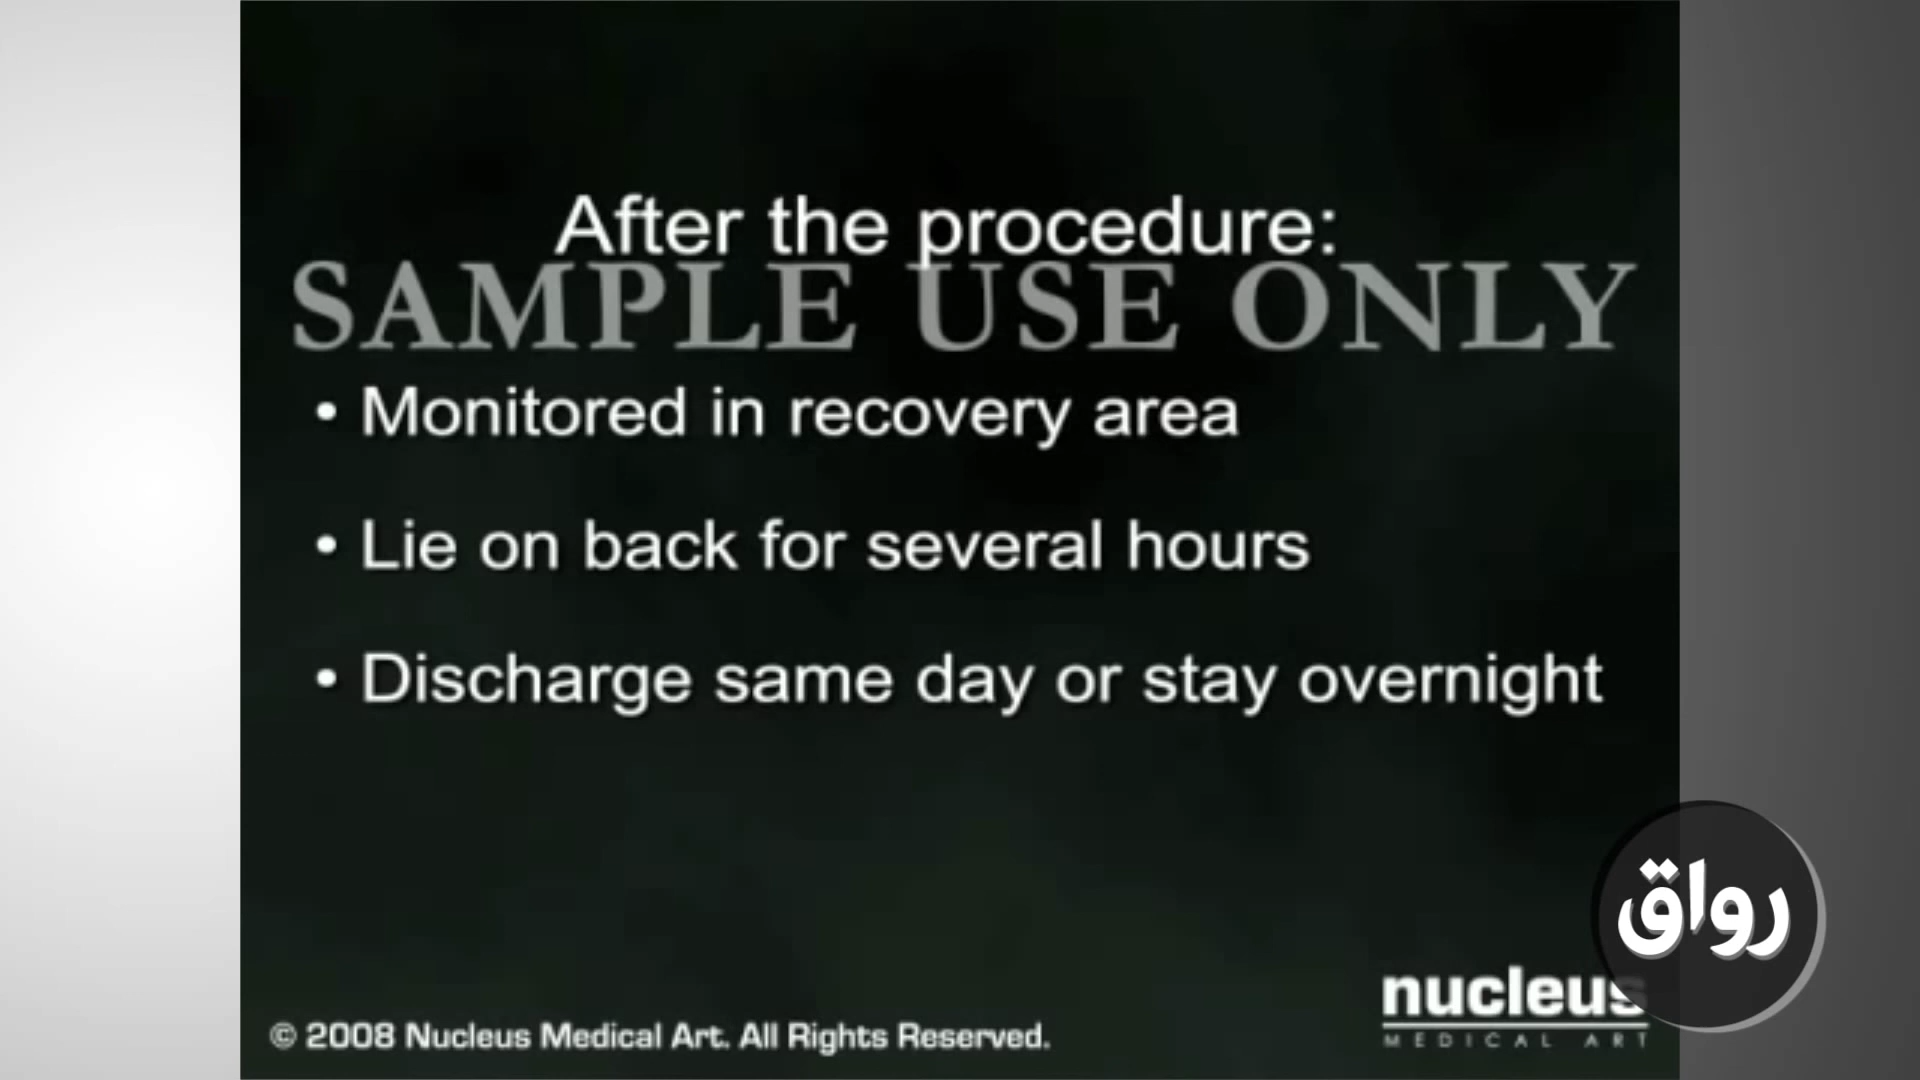 After the procedure:
SAMPLE USE ONLY
• Monitored in recovery area
• Lie on back for several hours
• Discharge same day or stay overnight
رواق
nucleus
MEDICAL ART
© 2008 Nucleus Medical Art. All Rights Reserved.